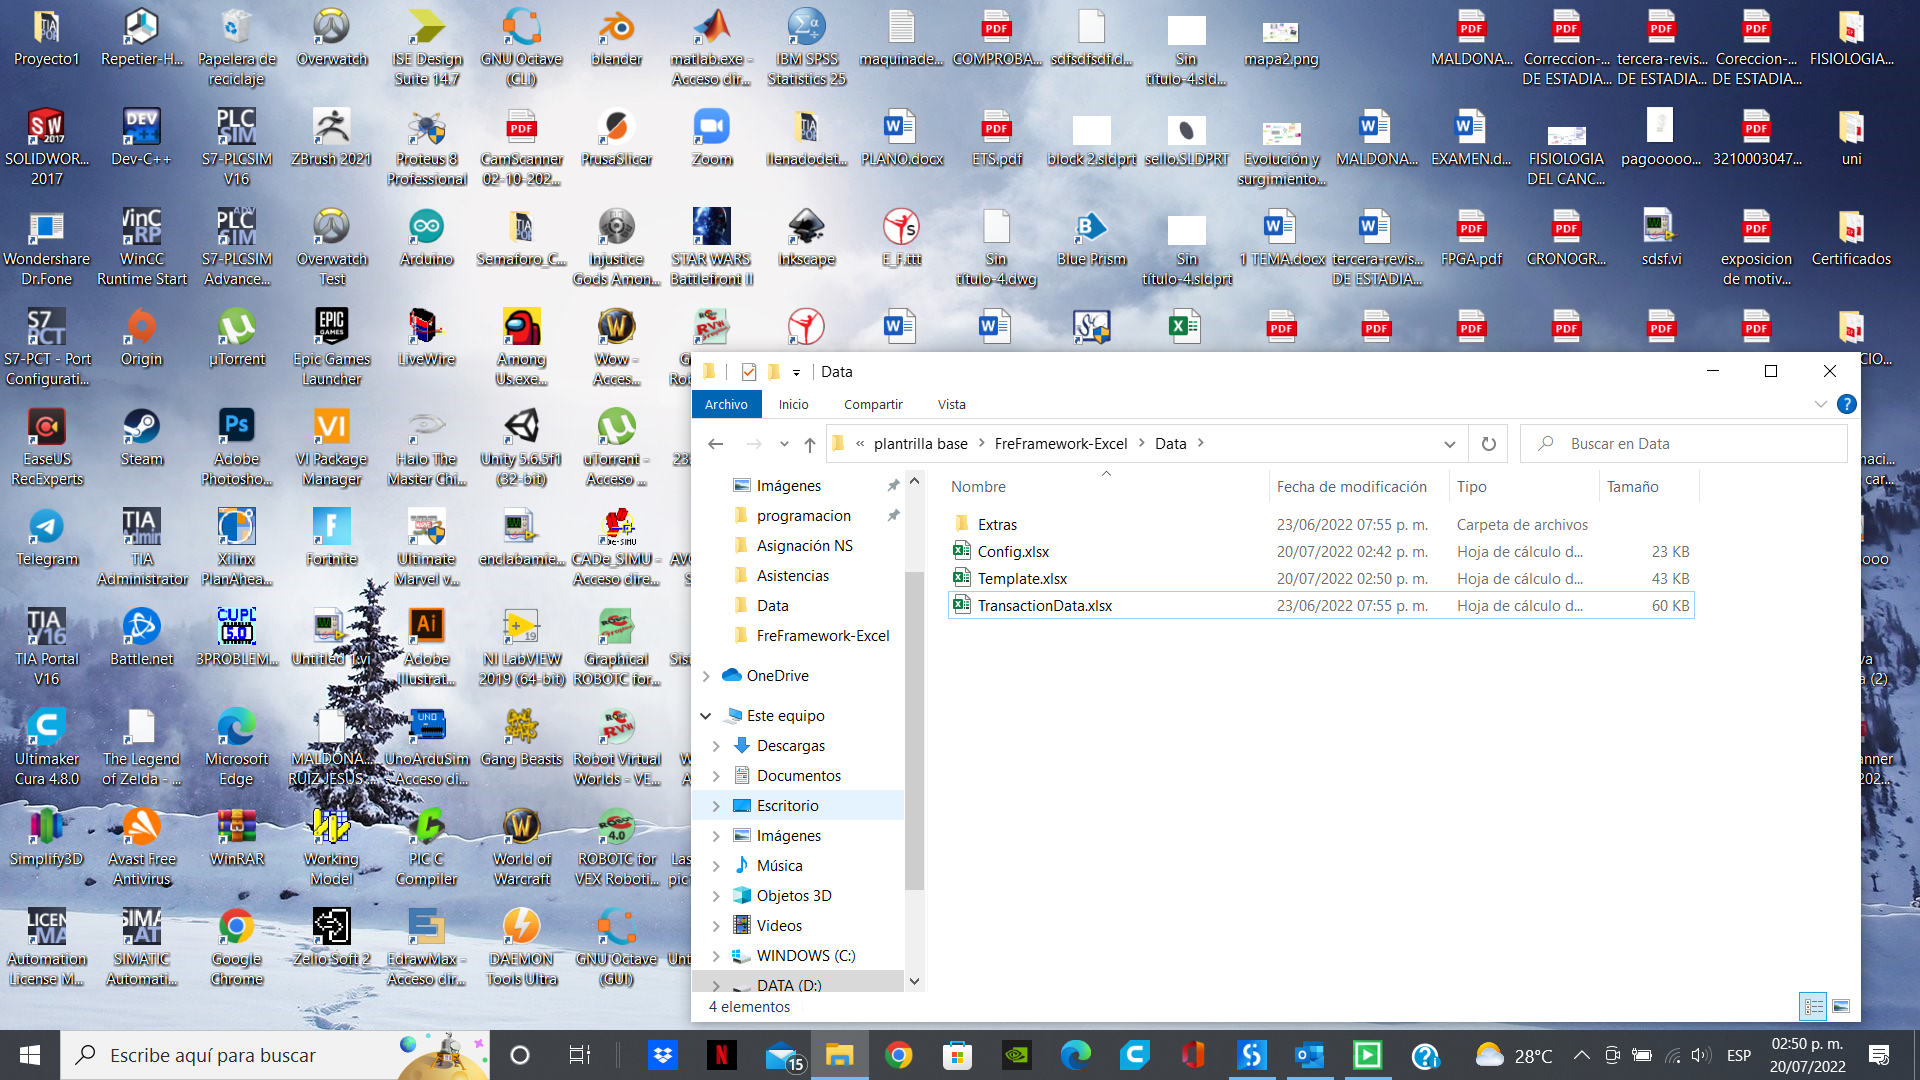 Proyecto1
Repetier-H...
Papelera de
reciclaje
Overwatch
ISE Design
Suite 14.7
GNU Octave
(CLI)
blender
matlab.exe -
Acceso dir...
IBM SPSS
Statistics 25
maquinade...
COMPROBA...
sdfsdfsdf.d...
Sin
título-4.sld...
mapa2.png
MALDONA...
Correccion-...
DE ESTADIA...
tercera-revis...
DE ESTADIA...
Coreccion-...
DE ESTADIA...
FISIOLOGIA...
SOLIDWOR...
2017
Dev-C++
S7-PLCSIM
V16
ZBrush 2021
Proteus 8
Professional
CamScanner
02-10-202...
PrusaSlicer
Zoom
llenadodet...
PLANO.docx
ETS.pdf
block 2.sldprt
sello.SLDPRT
Evolución y
surgimiento...
MALDONA...
EXAMEN.d...
FISIOLOGIA
DEL CANC...
pagooooo...
3210003047...
uni
Wondershare
Dr.Fone
WinCC
Runtime Start
S7-PLCSIM
Advance...
Overwatch
Test
Arduino
Semaforo_C...
Injustice
Gods Amon...
STAR WARS
Battlefront II
Inkscape
E_F.ttt
Sin
título-4.dwg
Blue Prism
Sin
título-4.sldprt
1 TEMA.docx
tercera-revis...
DE ESTADIA...
FPGA.pdf
CRONOGR...
sdsf.vi
exposicion
de motiv...
Certificados
S7-PCT - Port
Configurati...
Origin
µTorrent
Epic Games
Launcher
LiveWire
Among
Us.exe...
Wow -
Acces...
EaseUS
RecExperts
Steam
Adobe
Photosho...
VI Package
Manager
Halo The
Master Chi...
Unity 5.6.5f1
(32-bit)
uTorrent -
Acceso ...
Telegram
TIA
Administrator
Xilinx
PlanAhea...
Fortnite
Ultimate
Marvel v...
enclabamie...
CADe_SIMU -
Acceso dire...
TIA Portal
V16
Battle.net
3PROBLEM...
Untitled 1.vi
Adobe
Illustrat...
NI LabVIEW
2019 (64-bit)
Graphical
ROBOTC for...
Ultimaker
Cura 4.8.0
The Legend
of Zelda - ...
Microsoft
Edge
MALDONA...
RUIZ JESUS...
UnoArduSim
Acceso di...
Gang Beasts
Robot Virtual
Worlds - VE...
Simplify3D
Avast Free
Antivirus
WinRAR
Working
Model
PIC C
Compiler
World of
Warcraft
ROBOTC for
VEX Roboti...
Automation
License M...
SIMATIC
Automati...
Google
Chrome
Zelio Soft 2
EdrawMax -
Acceso dir...
DAEMON
Tools Ultra
GNU Octave
(GUI)
Data
Archivo
Inicio
Compartir
Vista
« plantrilla base > FreFramework-Excel > Data >
Buscar en Data
Imágenes
programacion
Asignación NS
Asistencias
Data
FreFramework-Excel
OneDrive
Este equipo
Descargas
Documentos
Escritorio
Imágenes
Música
Objetos 3D
Videos
WINDOWS (C:)
DATA (D:)
Nombre Fecha de modificación Tipo Tamaño
Extras 23/06/2022 07:55 p. m. Carpeta de archivos
Config.xlsx 20/07/2022 02:42 p. m. Hoja de cálculo d... 23 KB
Template.xlsx 20/07/2022 02:50 p. m. Hoja de cálculo d... 43 KB
TransactionData.xlsx 23/06/2022 07:55 p. m. Hoja de cálculo d... 60 KB
4 elementos
Escribe aquí para buscar
15
28°C
ESP
02:50 p. m.
20/07/2022